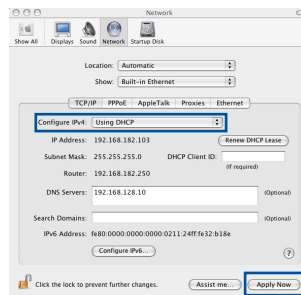 Network
Show All Displays Sound Network Startup Disk
Location: Automatic
Show: Built-in Ethernet
TCP/IP PPPoE AppleTalk Proxies Ethernet
Configure IPv4: Using DHCP
IP Address: 192.168.182.103 Renew DHCP Lease
Subnet Mask: 255.255.255.0 DHCP Client ID:
(If required)
Router: 192.168.182.250
DNS Servers: 192.168.128.10 (Optional)
Search Domains: (Optional)
IPv6 Address: fe80:0000:0000:0000:0211:24ff:fe32:b18e
Configure IPv6... ?
Click the lock to prevent further changes. Assist me... Apply Now